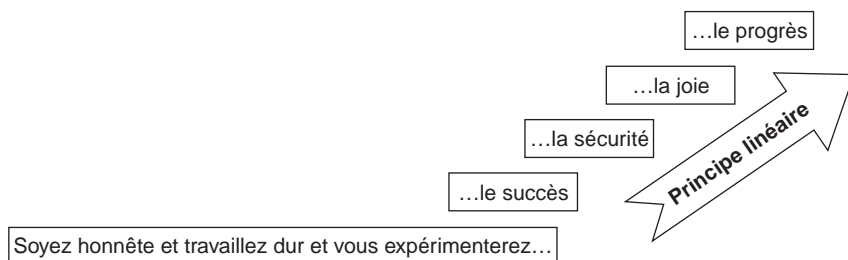 …le progrès
…la joie
…la sécurité
Principe linéaire
…le succès
Soyez honnête et travaillez dur et vous expérimenterez…